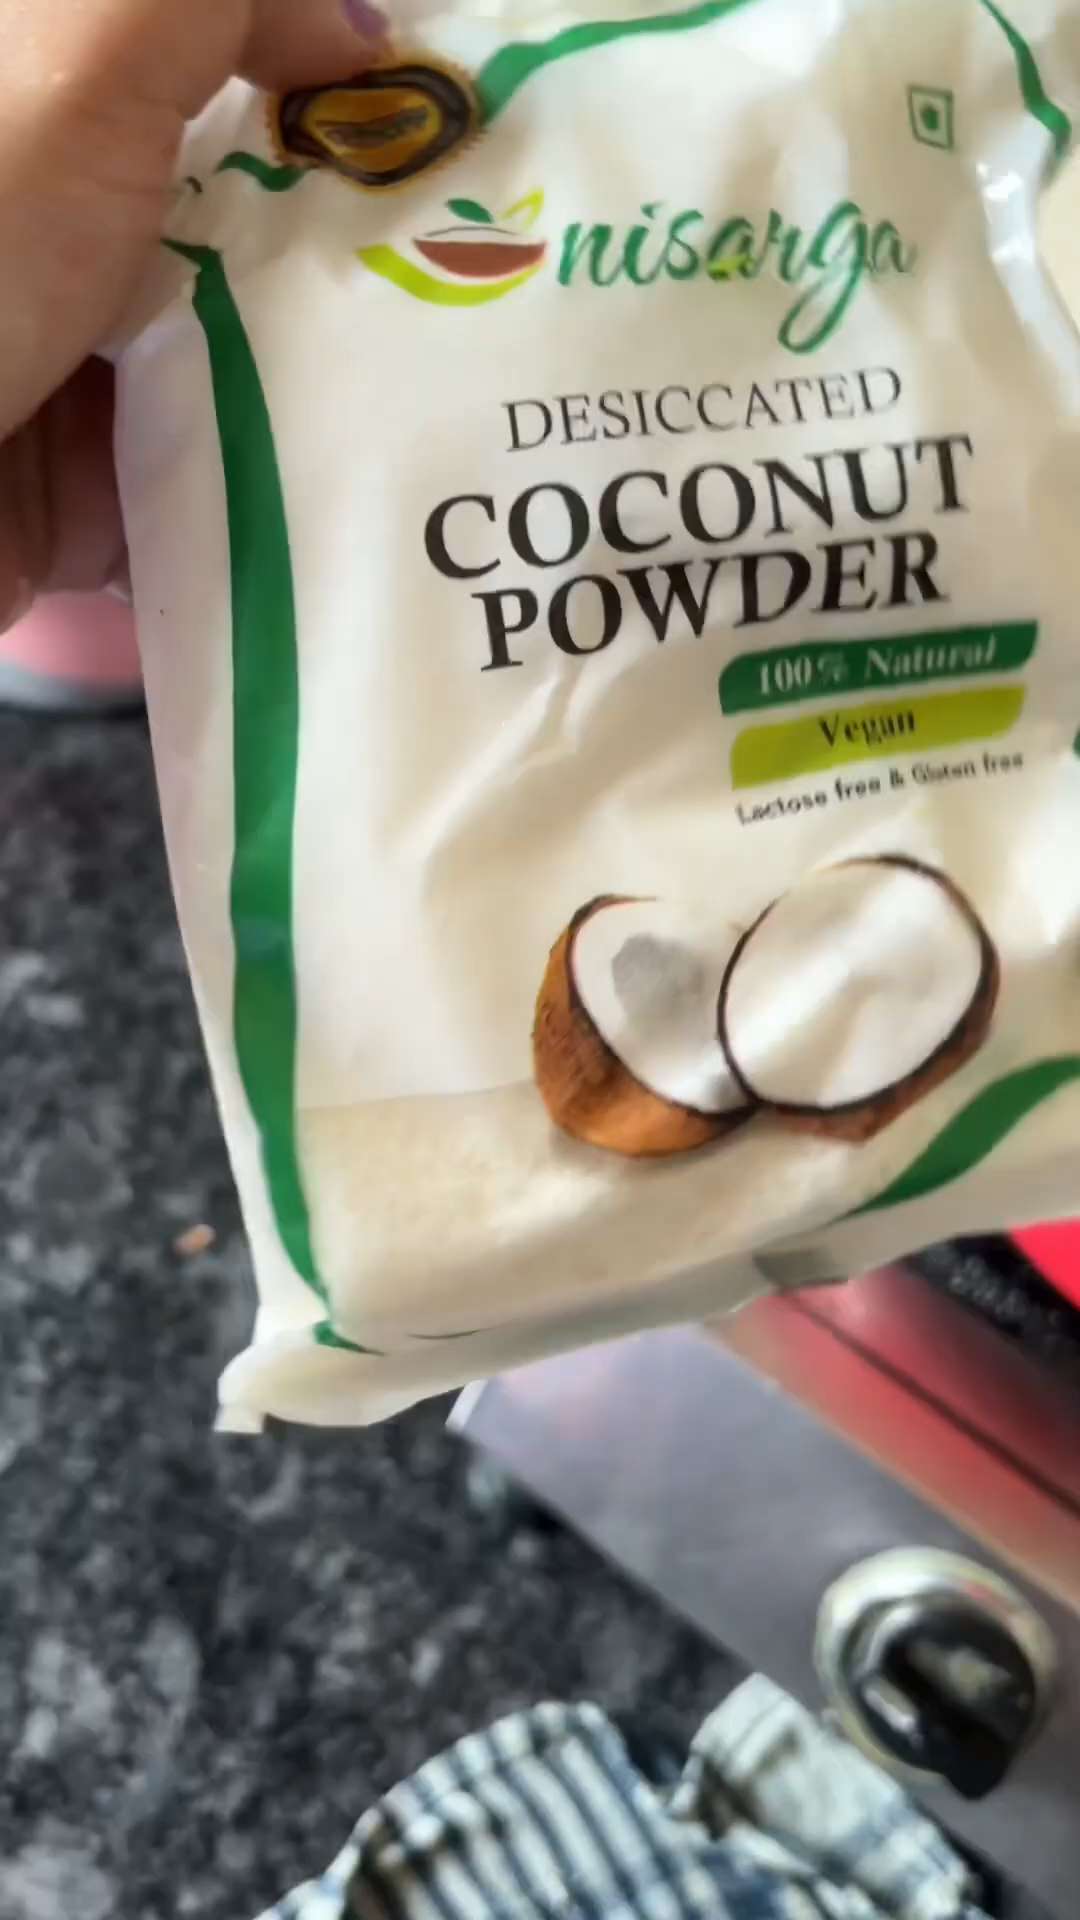 nisarga
DESICCATED
COCONUT
POWDER
100% Natural
Vegan
Lactose free & Gluten free